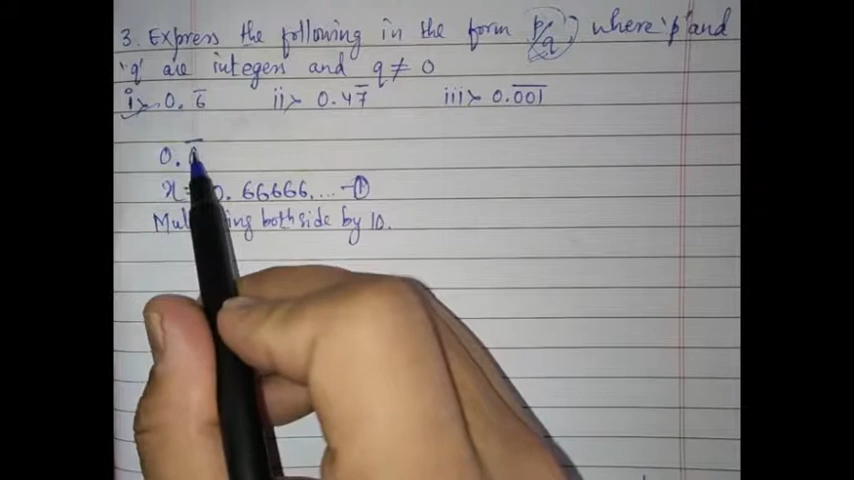 3. Express the following in the form p/q, where 'p' and
'q' are integers and q ≠ 0
i> 0.6̅ ii> 0.47̅ iii> 0.0̅0̅1̅
0.
x = 0.66666.... —①
both side by 10.